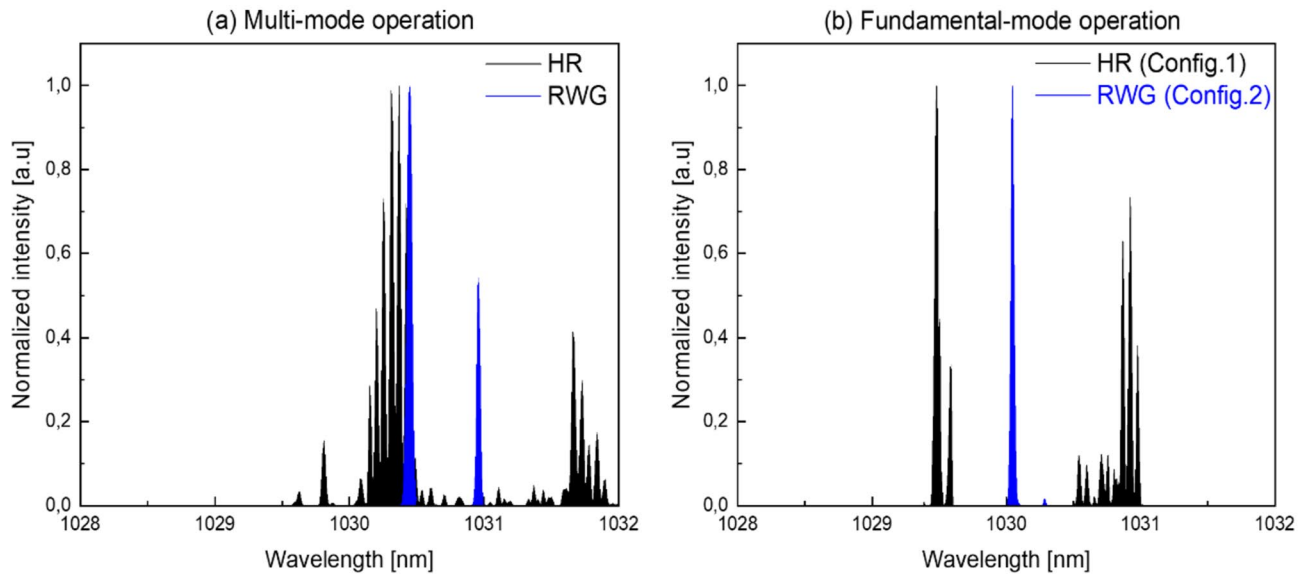 (a) Multi-mode operation
HR
RWG
1,0
0,8
0,6
0,4
0,2
0,0
1028
1029
1030
1031
1032
Normalized intensity [a.u]
Wavelength [nm]
(b) Fundamental-mode operation
HR (Config.1)
RWG (Config.2)
1,0
0,8
0,6
0,4
0,2
0,0
1028
1029
1030
1031
1032
Normalized intensity [a.u]
Wavelength [nm]